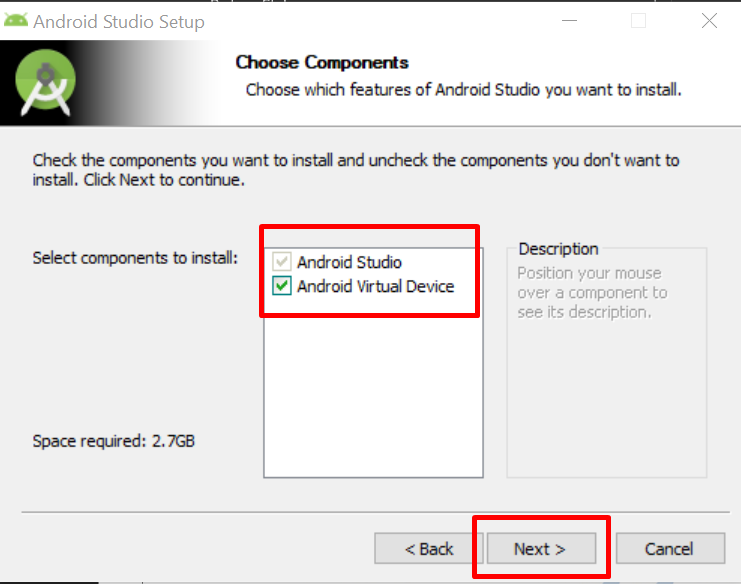 Android Studio Setup
Choose Components
Choose which features of Android Studio you want to install.
Check the components you want to install and uncheck the components you don't want to
install. Click Next to continue.
Select components to install:
Android Studio
Android Virtual Device
Description
Position your mouse
over a component to
see its description.
Space required: 2.7GB
< Back
Next >
Cancel